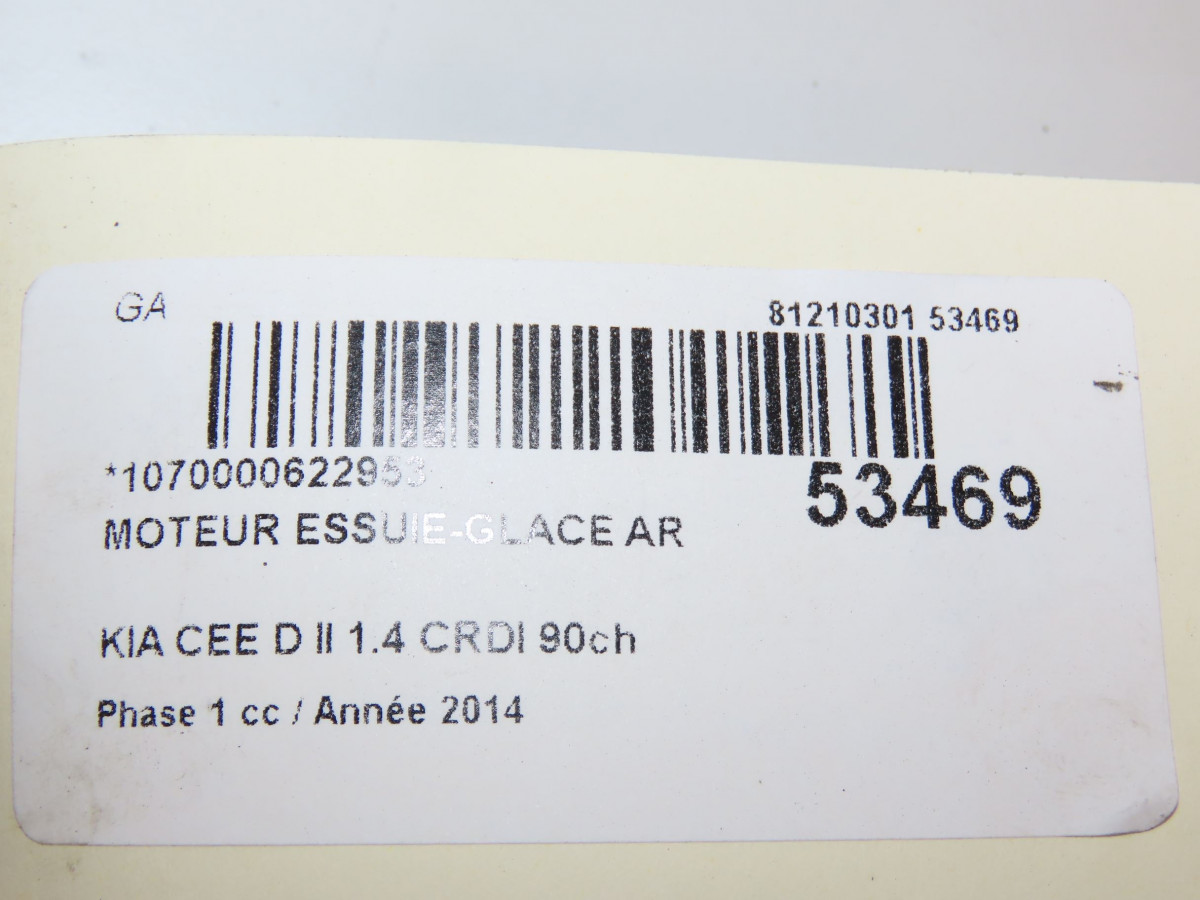 GA
81210301 53469
*1070000622953
53469
MOTEUR ESSUIE-GLACE AR
KIA CEE D II 1.4 CRDI 90ch
Phase 1 cc / Année 2014